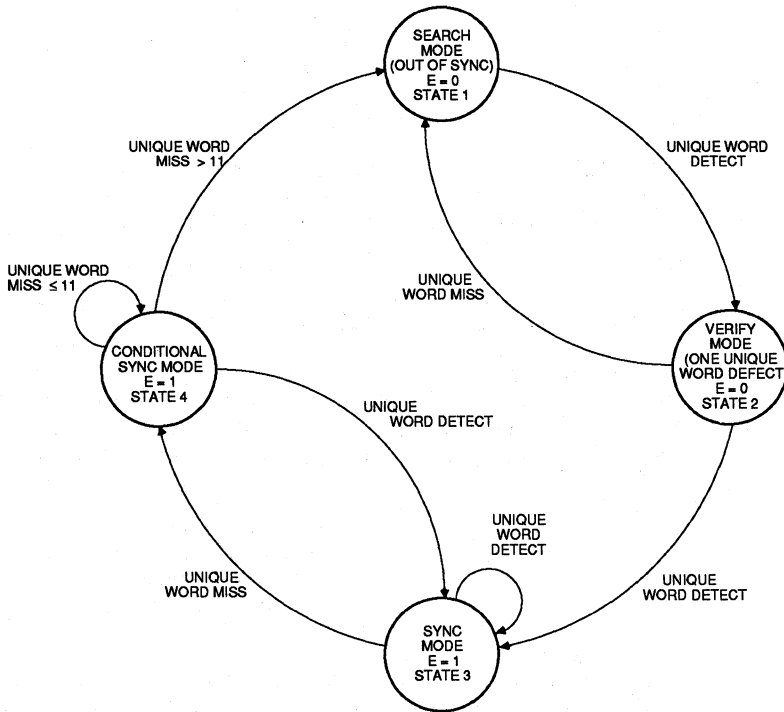 SEARCH
MODE
(OUT OF SYNC)
E = 0
STATE 1
UNIQUE WORD
MISS > 11
UNIQUE WORD
DETECT
UNIQUE WORD
MISS ≤ 11
UNIQUE
WORD MISS
CONDITIONAL
SYNC MODE
E = 1
STATE 4
VERIFY
MODE
(ONE UNIQUE
WORD DEFECT
E = 0
STATE 2
UNIQUE
WORD DETECT
UNIQUE
WORD
DETECT
UNIQUE
WORD MISS
UNIQUE
WORD DETECT
SYNC
MODE
E = 1
STATE 3